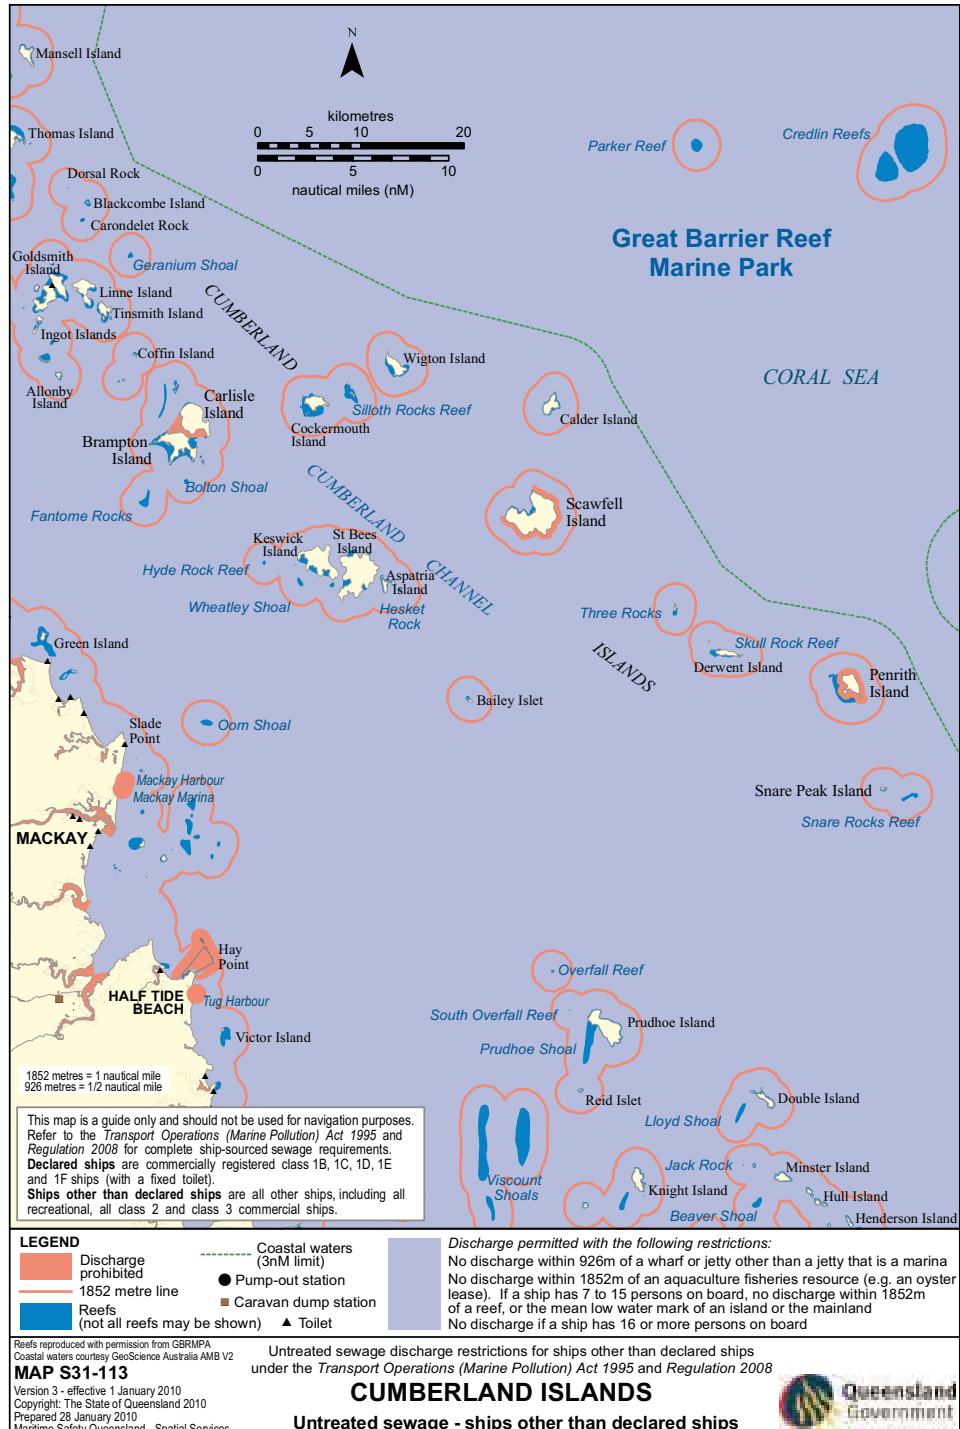 Mansell Island
N
kilometres
0 5 10 20
0 5 10
nautical miles (nM)
Thomas Island
Parker Reef
Credlin Reefs
Dorsal Rock
Blackcombe Island
Carondelet Rock
Great Barrier Reef
Marine Park
Goldsmith
Island
Geranium Shoal
Linne Island
Tinsmith Island
CUMBERLAND
Ingot Islands
Coffin Island
Wigton Island
CORAL SEA
Allonby
Island
Carlisle
Island
Silloth Rocks Reef
Calder Island
Cockermouth
Island
Brampton
Island
Bolton Shoal
CUMBERLAND
CHANNEL
Fantome Rocks
Scawfell
Island
Keswick
Island
St Bees
Island
Hyde Rock Reef
Aspatria
Island
Wheatley Shoal
Hesket
Rock
Three Rocks
Green Island
ISLANDS
Skull Rock Reef
Derwent Island
Penrith
Island
Bailey Islet
Slade
Point
Oom Shoal
Mackay Harbour
Mackay Marina
Snare Peak Island
Snare Rocks Reef
MACKAY
Hay
Point
Overfall Reef
HALF TIDE
BEACH
Tug Harbour
South Overfall Reef
Prudhoe Island
Victor Island
Prudhoe Shoal
1852 metres = 1 nautical mile
926 metres = 1/2 nautical mile
Reid Islet
Double Island
Lloyd Shoal
This map is a guide only and should not be used for navigation purposes.
Refer to the Transport Operations (Marine Pollution) Act 1995 and
Regulation 2008 for complete ship-sourced sewage requirements.
Declared ships are commercially registered class 1B, 1C, 1D, 1E
and 1F ships (with a fixed toilet).
Ships other than declared ships are all other ships, including all
recreational, all class 2 and class 3 commercial ships.
Viscount
Shoals
Jack Rock
Minster Island
Knight Island
Hull Island
Beaver Shoal
Henderson Island
LEGEND
Discharge
prohibited
1852 metre line
Reefs
(not all reefs may be shown)
Coastal waters
(3nM limit)
Pump-out station
Caravan dump station
Toilet
Discharge permitted with the following restrictions:
No discharge within 926m of a wharf or jetty other than a jetty that is a marina
No discharge within 1852m of an aquaculture fisheries resource (e.g. an oyster
lease). If a ship has 7 to 15 persons on board, no discharge within 1852m
of a reef, or the mean low water mark of an island or the mainland
No discharge if a ship has 16 or more persons on board
Reefs reproduced with permission from GBRMPA
Coastal waters courtesy GeoScience Australia AMB V2
MAP S31-113
Version 3 - effective 1 January 2010
Copyright: The State of Queensland 2010
Prepared 28 January 2010
Maritime Safety Queensland - Spatial Services
Untreated sewage discharge restrictions for ships other than declared ships
under the Transport Operations (Marine Pollution) Act 1995 and Regulation 2008
CUMBERLAND ISLANDS
Untreated sewage - ships other than declared ships
Queensland
Government